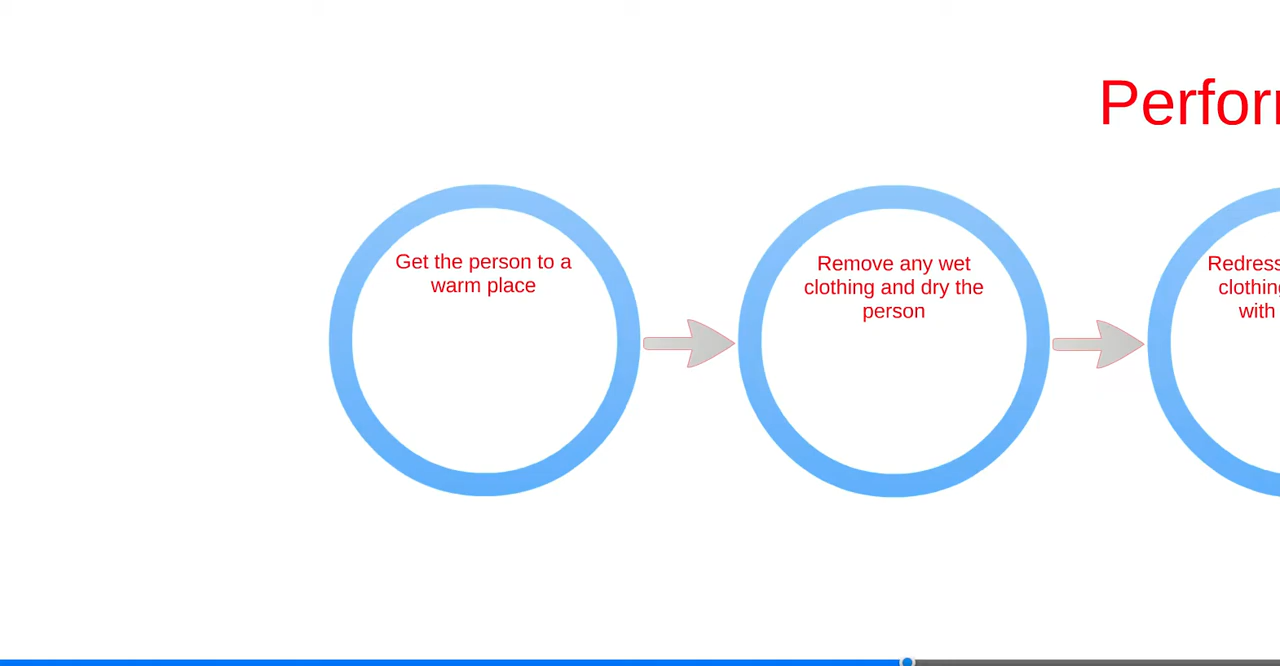 Perfor
Get the person to a
warm place
Remove any wet
clothing and dry the
person
Redress
clothing
with